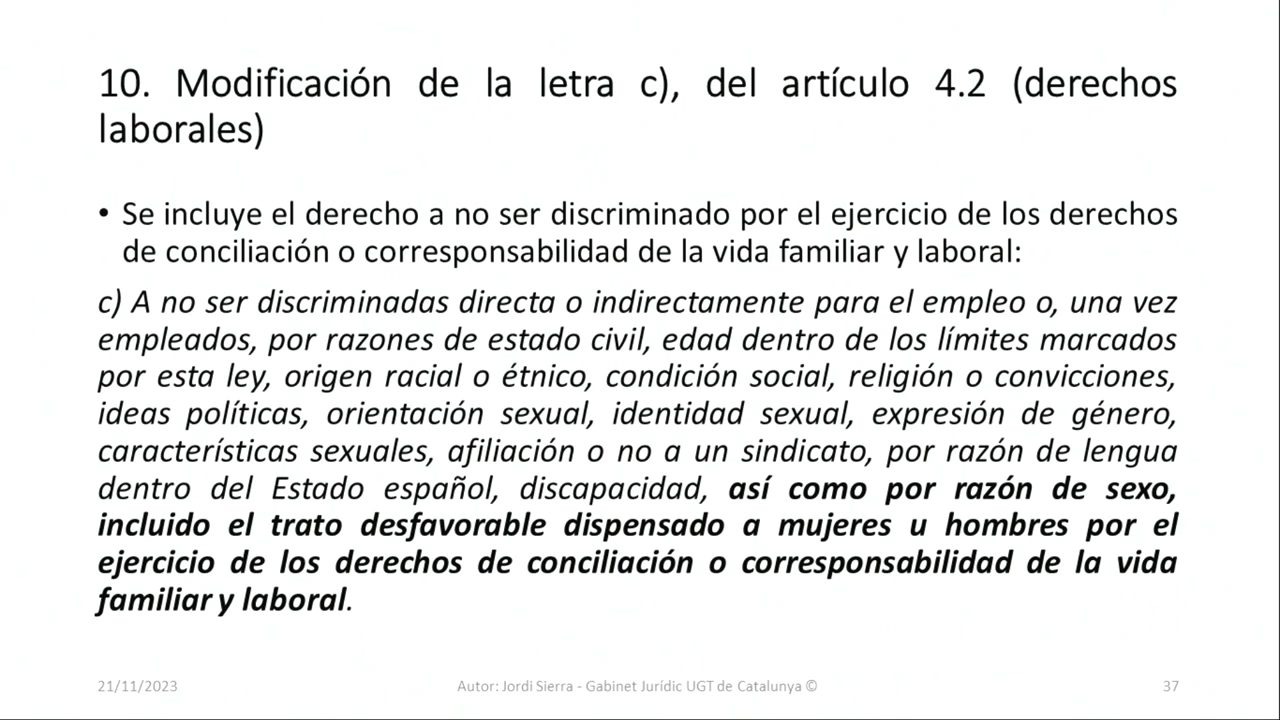 10. Modificación de la letra c), del artículo 4.2 (derechos
laborales)
• Se incluye el derecho a no ser discriminado por el ejercicio de los derechos
de conciliación o corresponsabilidad de la vida familiar y laboral:
c) A no ser discriminadas directa o indirectamente para el empleo o, una vez
empleados, por razones de estado civil, edad dentro de los límites marcados
por esta ley, origen racial o étnico, condición social, religión o convicciones,
ideas políticas, orientación sexual, identidad sexual, expresión de género,
características sexuales, afiliación o no a un sindicato, por razón de lengua
dentro del Estado español, discapacidad, así como por razón de sexo,
incluido el trato desfavorable dispensado a mujeres u hombres por el
ejercicio de los derechos de conciliación o corresponsabilidad de la vida
familiar y laboral.
21/11/2023
Autor: Jordi Sierra - Gabinet Jurídic UGT de Catalunya ©
37